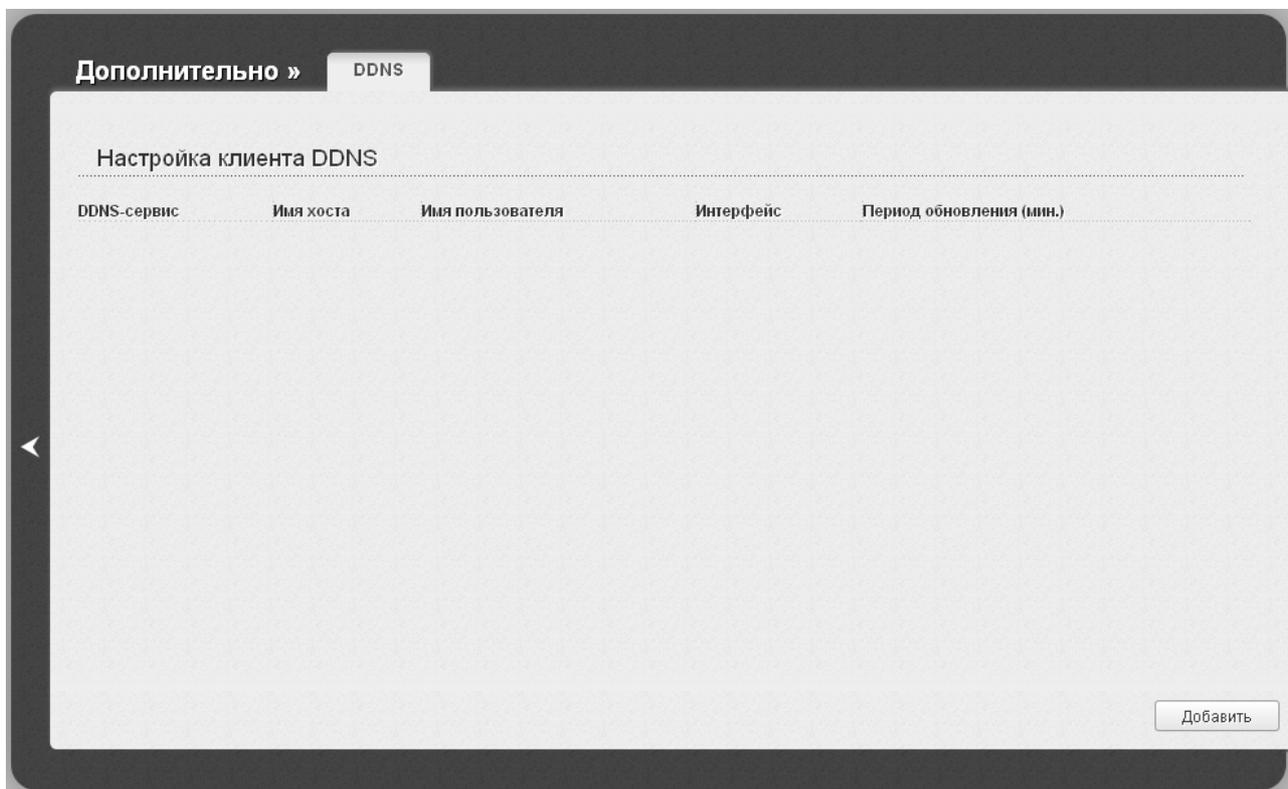 Дополнительно » DDNS
Настройка клиента DDNS
DDNS-сервис Имя хоста Имя пользователя Интерфейс Период обновления (мин.)
Добавить